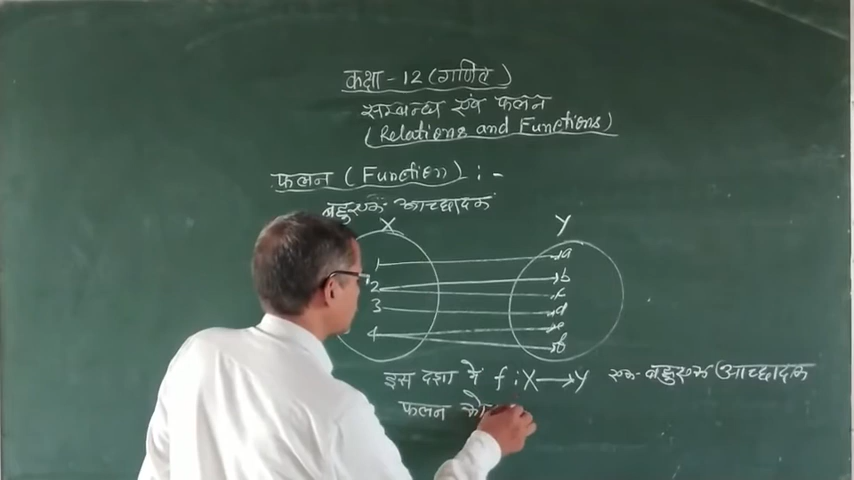 कक्षा - 12 (गणित)
सम्बन्ध एवं फलन
(Relations and Functions)
फलन (Function) : -
बहुएक आच्छादक
X
Y
1
2
3
4
a
b
c
d
e
f
इस दशा में f : X → Y एक बहुएक आच्छादक
फलन